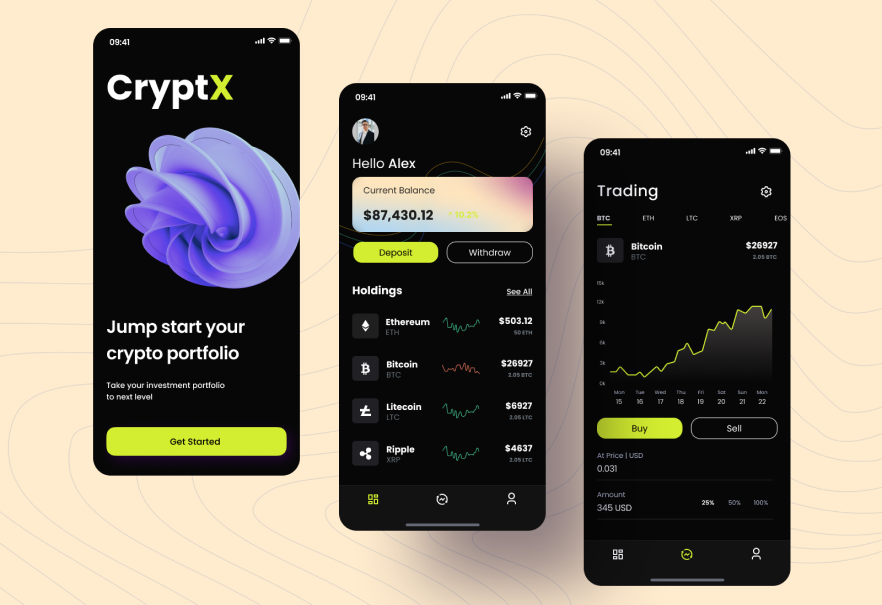 09:41
CryptX
Jump start your
crypto portfolio
Take your investment portfolio
to next level
Get Started
09:41
Hello Alex
Current Balance
$87,430.12 10.2%
Deposit Withdraw
Holdings See All
Ethereum $503.12
ETH 50 ETH
Bitcoin $26927
BTC 2.05 BTC
Litecoin $6927
LTC 2.05 LTC
Ripple $4637
XRP 2.05 LTC
09:41
Trading
BTC ETH LTC XRP EOS
Bitcoin $26927
BTC 2.05 BTC
15k
12k
9k
6k
3k
0k
Mon Tue Wed Thu Fri Sat Sun Mon
15 16 17 18 19 20 21 22
Buy Sell
At Price | USD
0.031
Amount
345 USD 25% 50% 100%